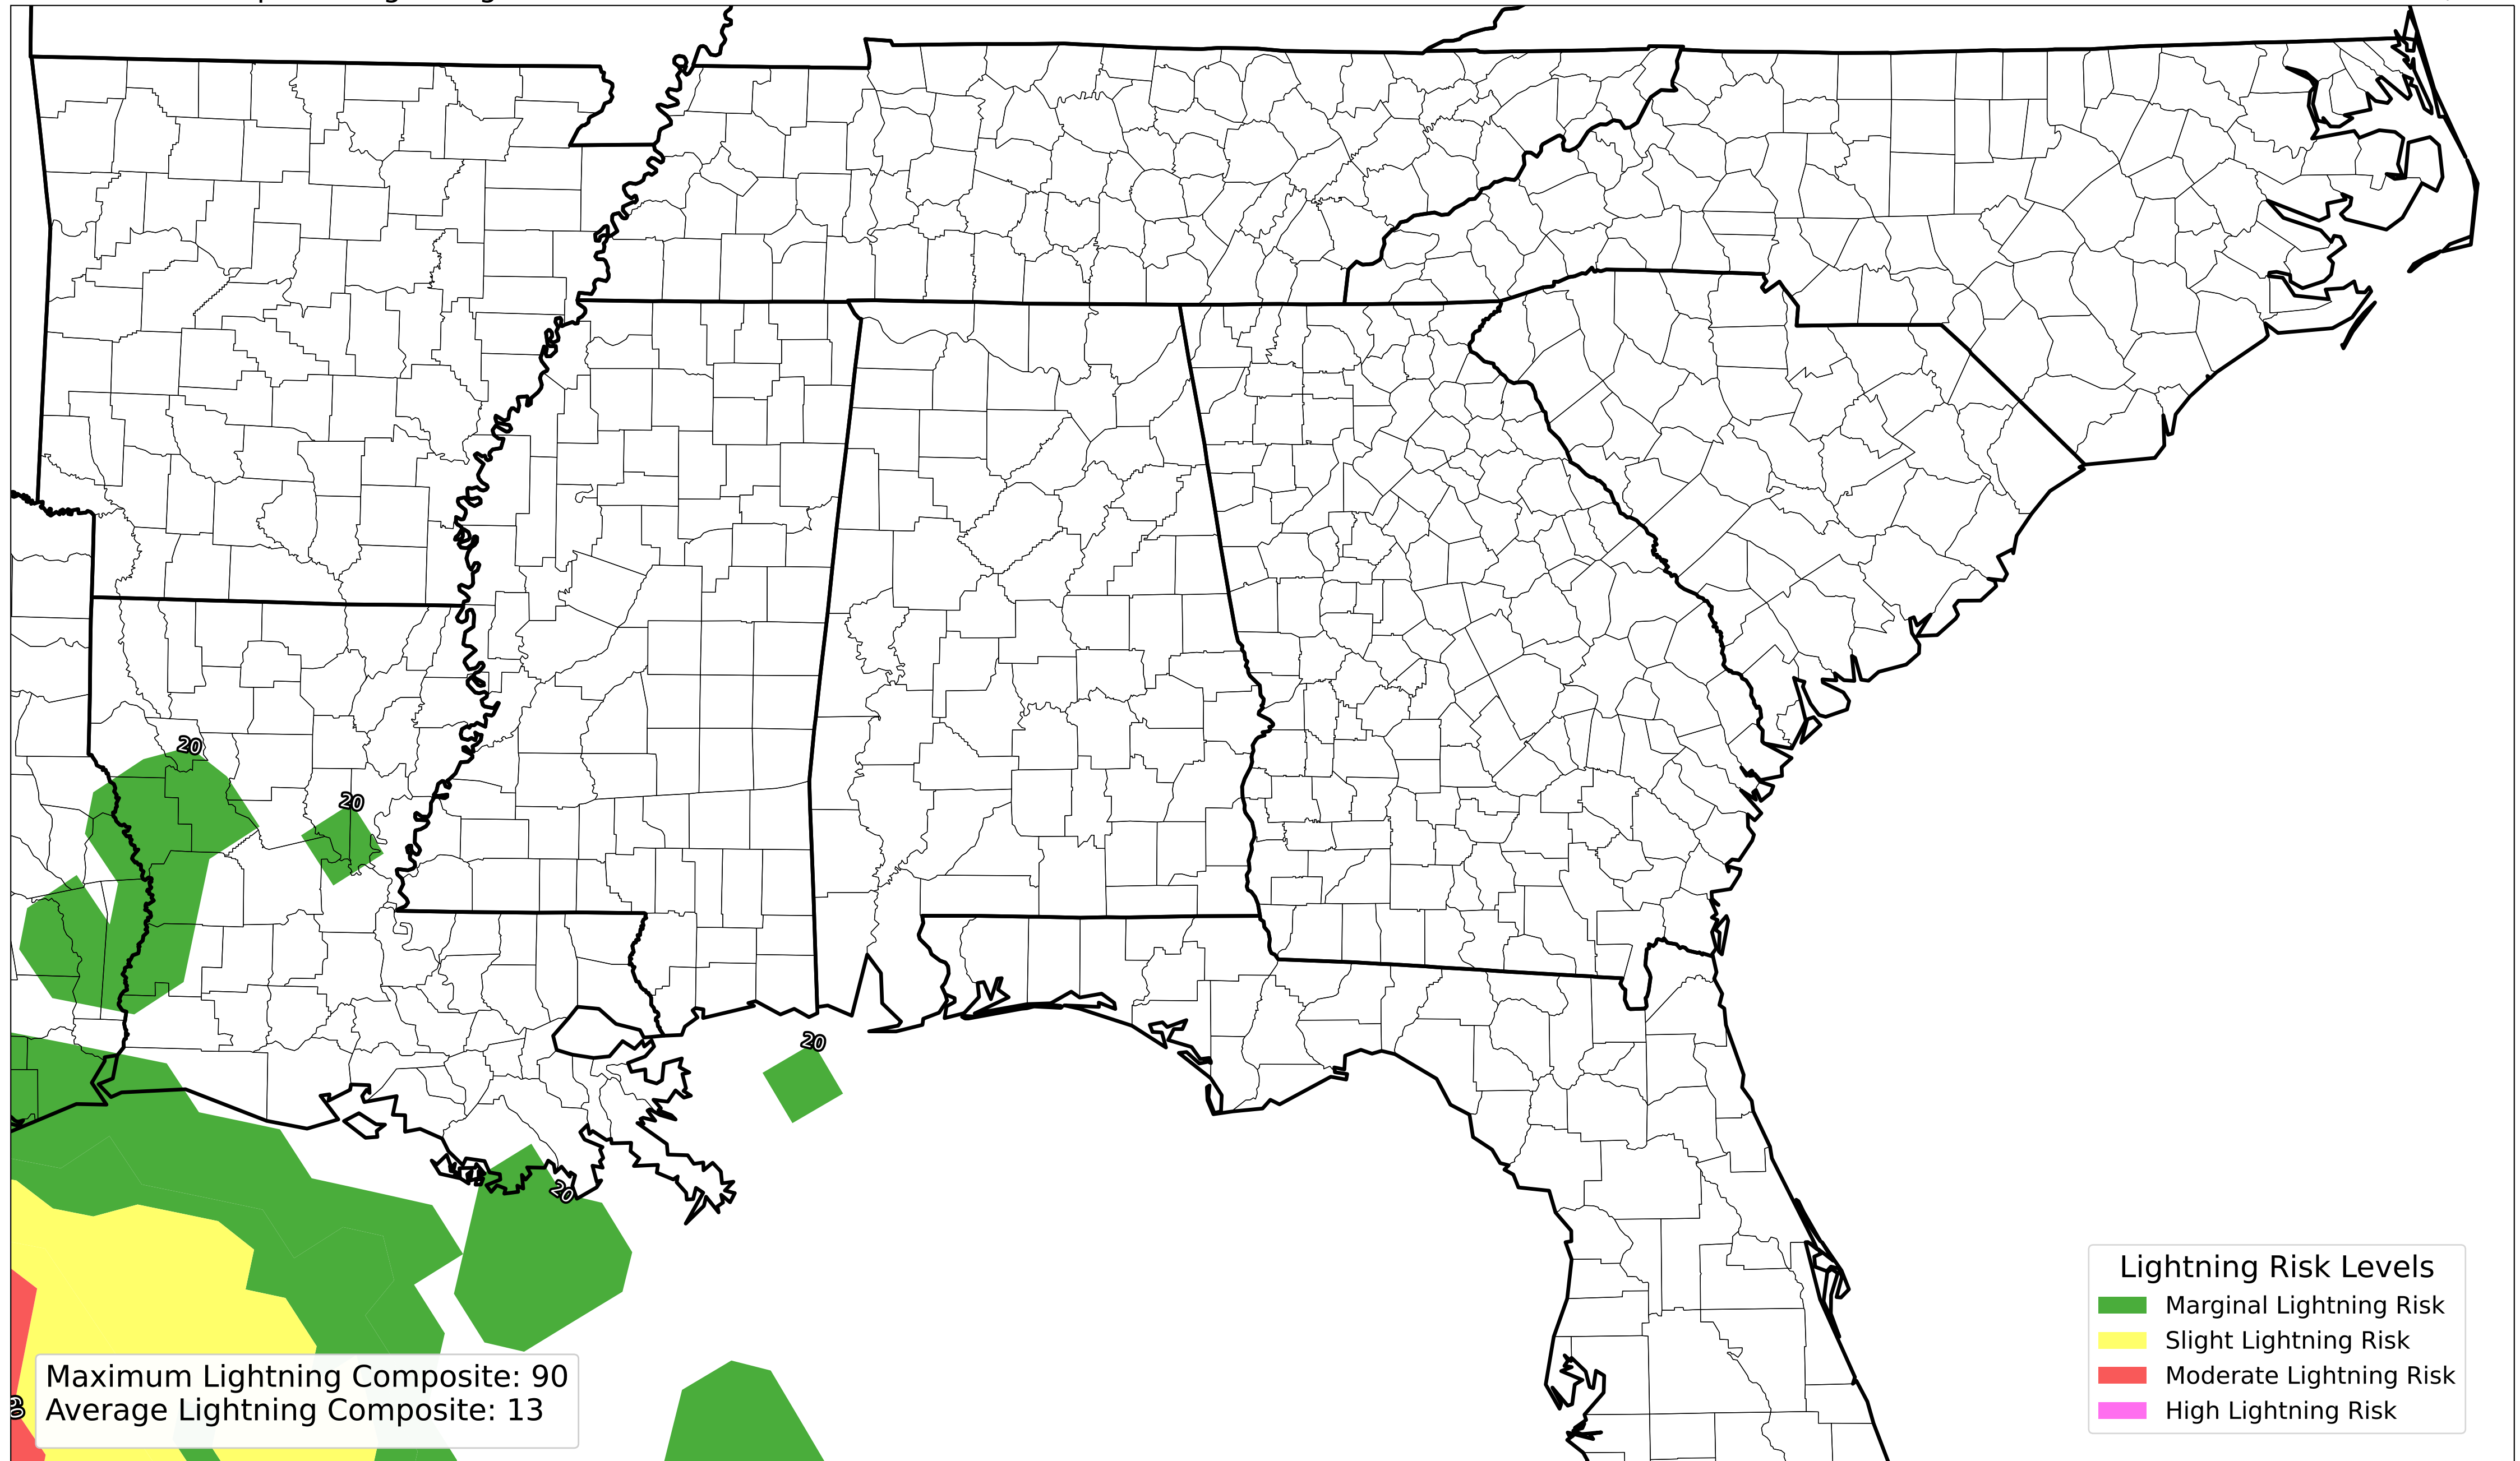 20
20
20
20
Lightning Risk Levels
Marginal Lightning Risk
Slight Lightning Risk
Moderate Lightning Risk
High Lightning Risk
Maximum Lightning Composite: 90
Average Lightning Composite: 13